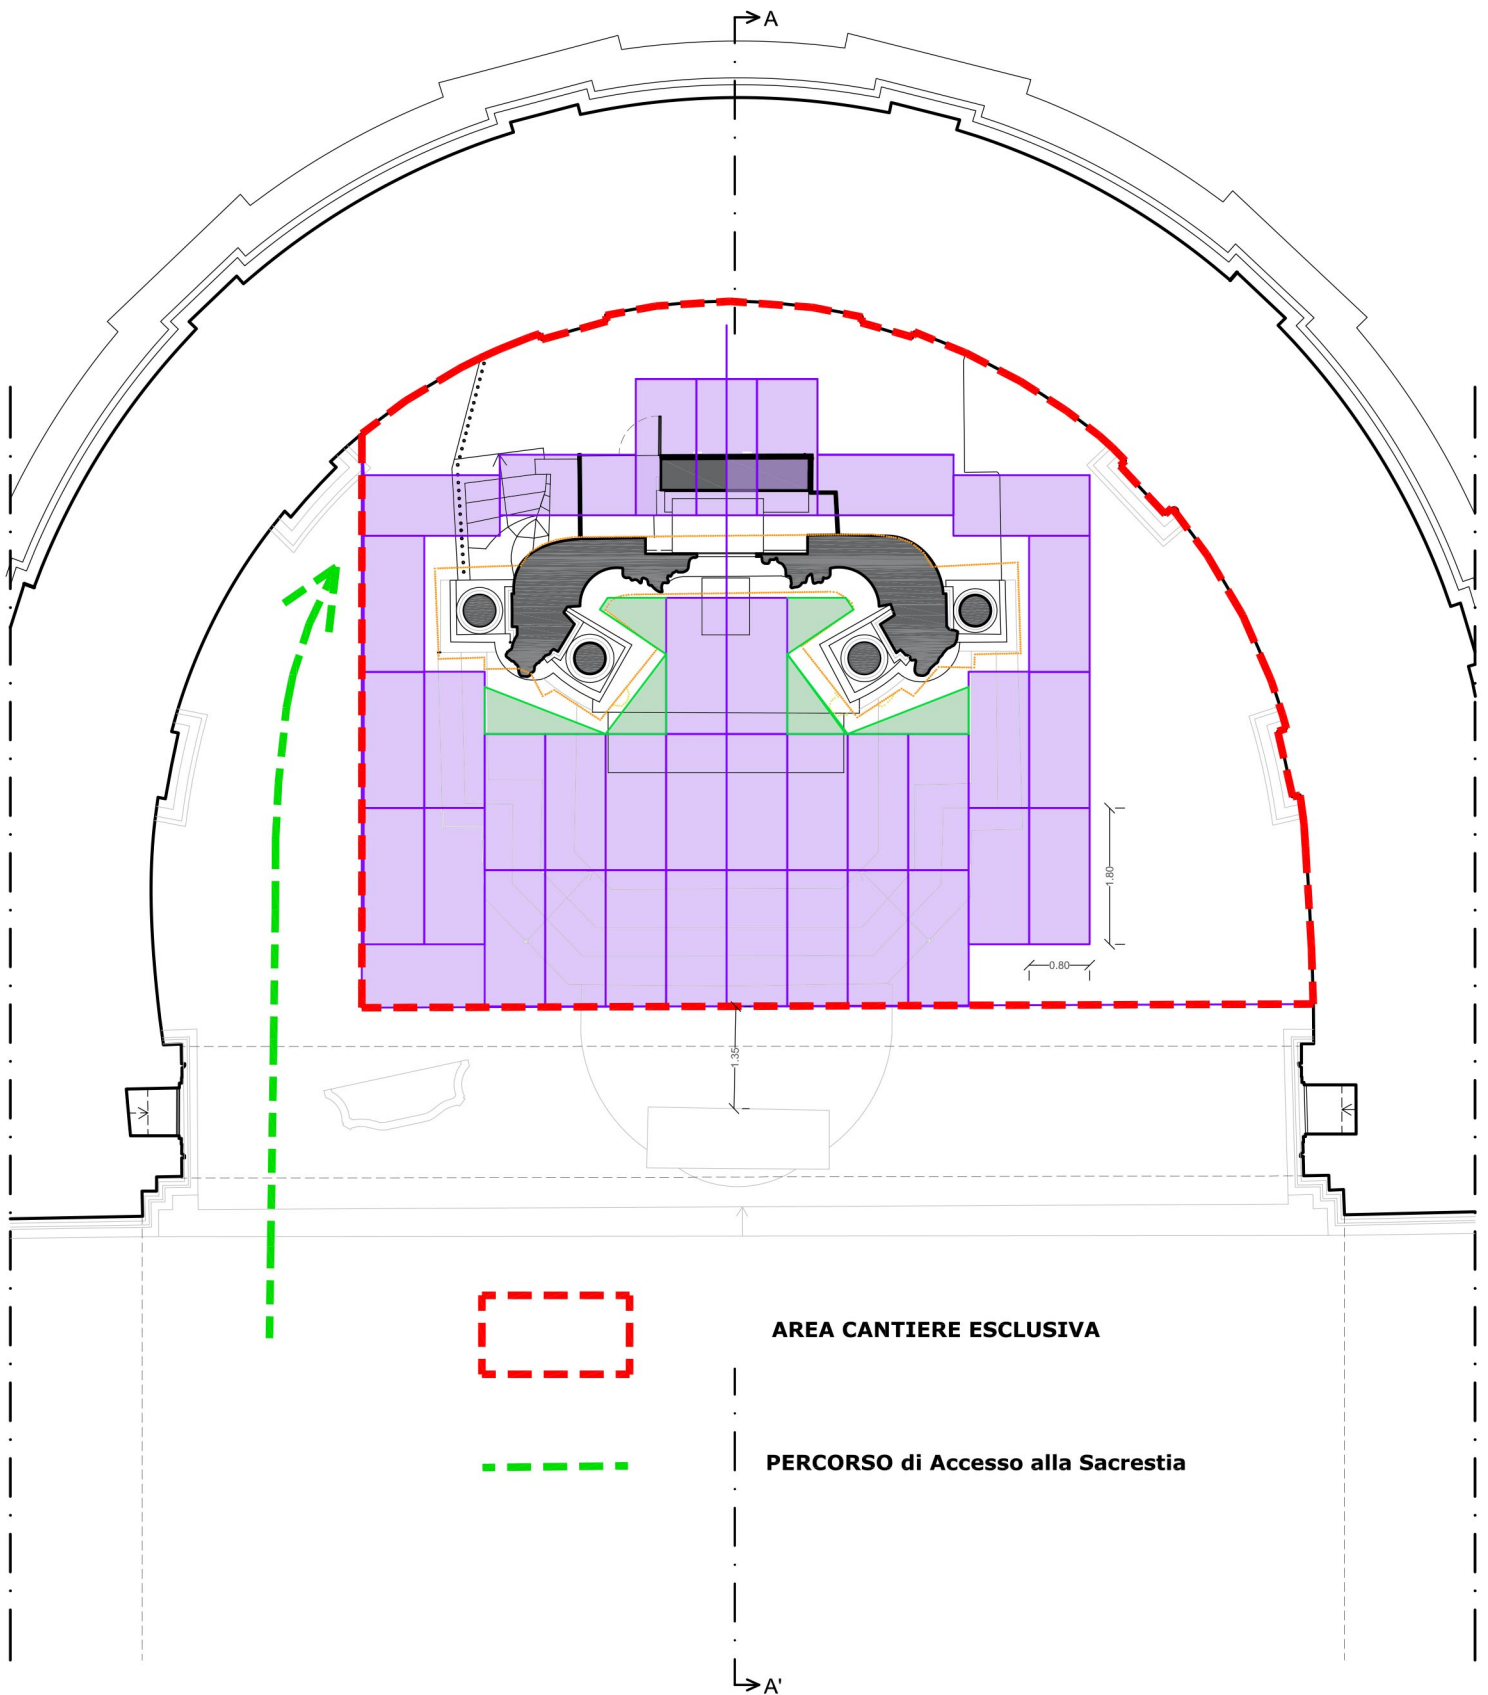 A
1.80
0.80
1.35
AREA CANTIERE ESCLUSIVA
PERCORSO di Accesso alla Sacrestia
A'